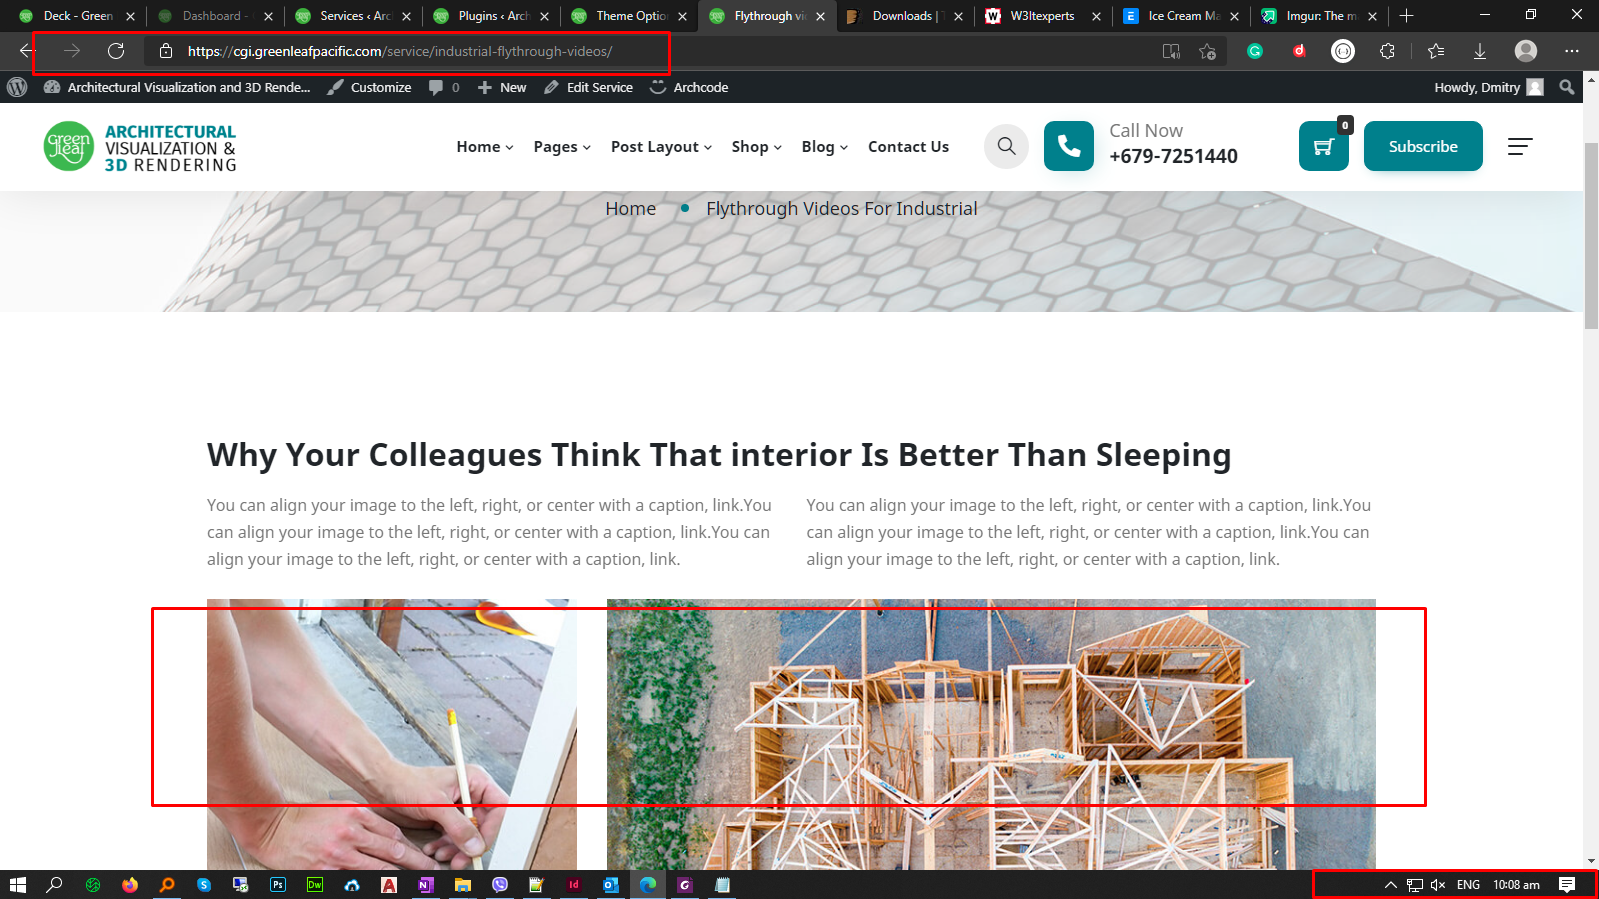 Deck - Green
Dashboard -
Services ‹ Arc
Plugins ‹ Arch
Theme Optio
Flythrough vi
Downloads |
W3Itexperts
Ice Cream Ma
Imgur: The m
https://cgi.greenleafpacific.com/service/industrial-flythrough-videos/
Architectural Visualization and 3D Rende...
Customize
0
New
Edit Service
Archcode
Howdy, Dmitry
green leaf
ARCHITECTURAL
VISUALIZATION &
3D RENDERING
Home
Pages
Post Layout
Shop
Blog
Contact Us
Call Now
+679-7251440
0
Subscribe
Home
Flythrough Videos For Industrial
Why Your Colleagues Think That interior Is Better Than Sleeping
You can align your image to the left, right, or center with a caption, link.You
can align your image to the left, right, or center with a caption, link.You can
align your image to the left, right, or center with a caption, link.
You can align your image to the left, right, or center with a caption, link.You
can align your image to the left, right, or center with a caption, link.You can
align your image to the left, right, or center with a caption, link.
Ps
Dw
Id
ENG
10:08 am